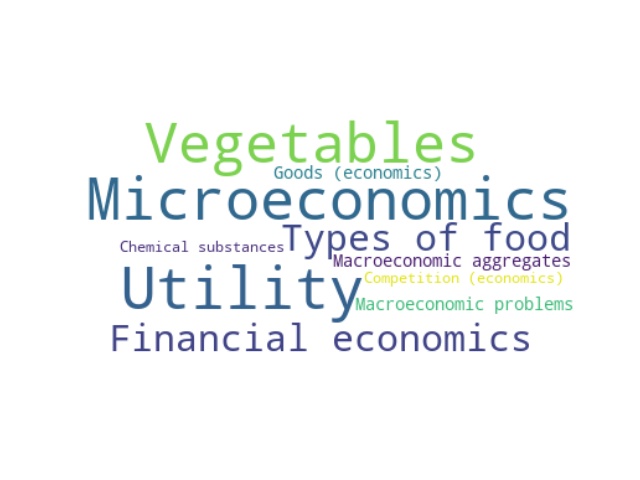 Vegetables
Goods (economics)
Microeconomics
Types of food
Chemical substances
Macroeconomic aggregates
Utility
Competition (economics)
Macroeconomic problems
Financial economics